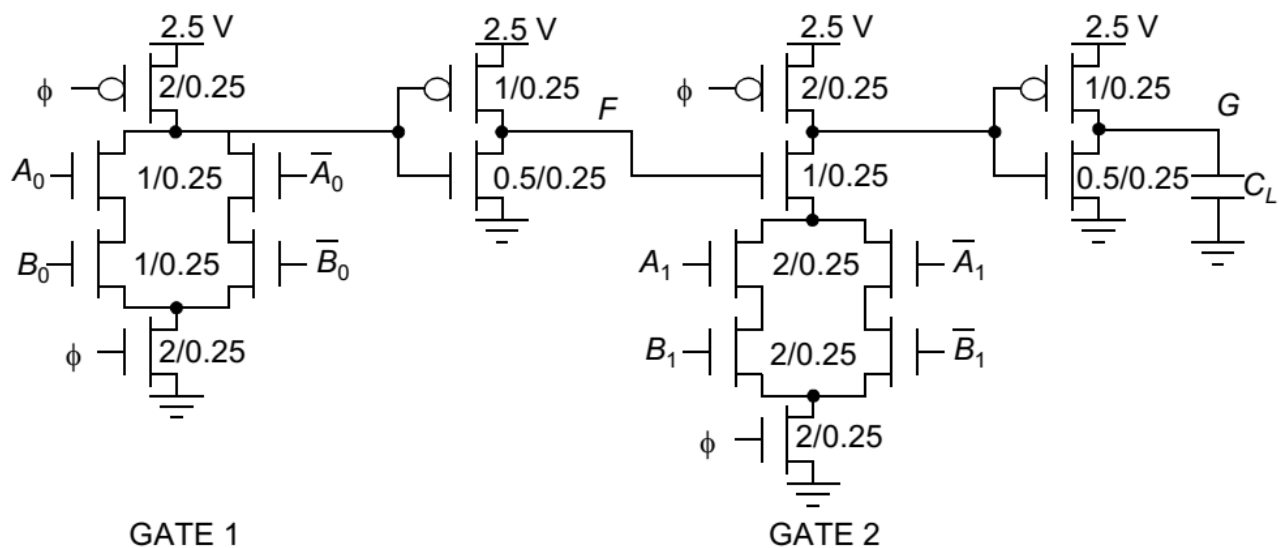 2.5 V 2.5 V 2.5 V 2.5 V
ϕ 2/0.25 1/0.25 ϕ 2/0.25 1/0.25
F G
A₀ 1/0.25 A̅₀ 0.5/0.25 1/0.25 0.5/0.25 C_L
B₀ 1/0.25 B̅₀ A₁ 2/0.25 A̅₁
ϕ 2/0.25 B₁ 2/0.25 B̅₁
ϕ 2/0.25
GATE 1 GATE 2